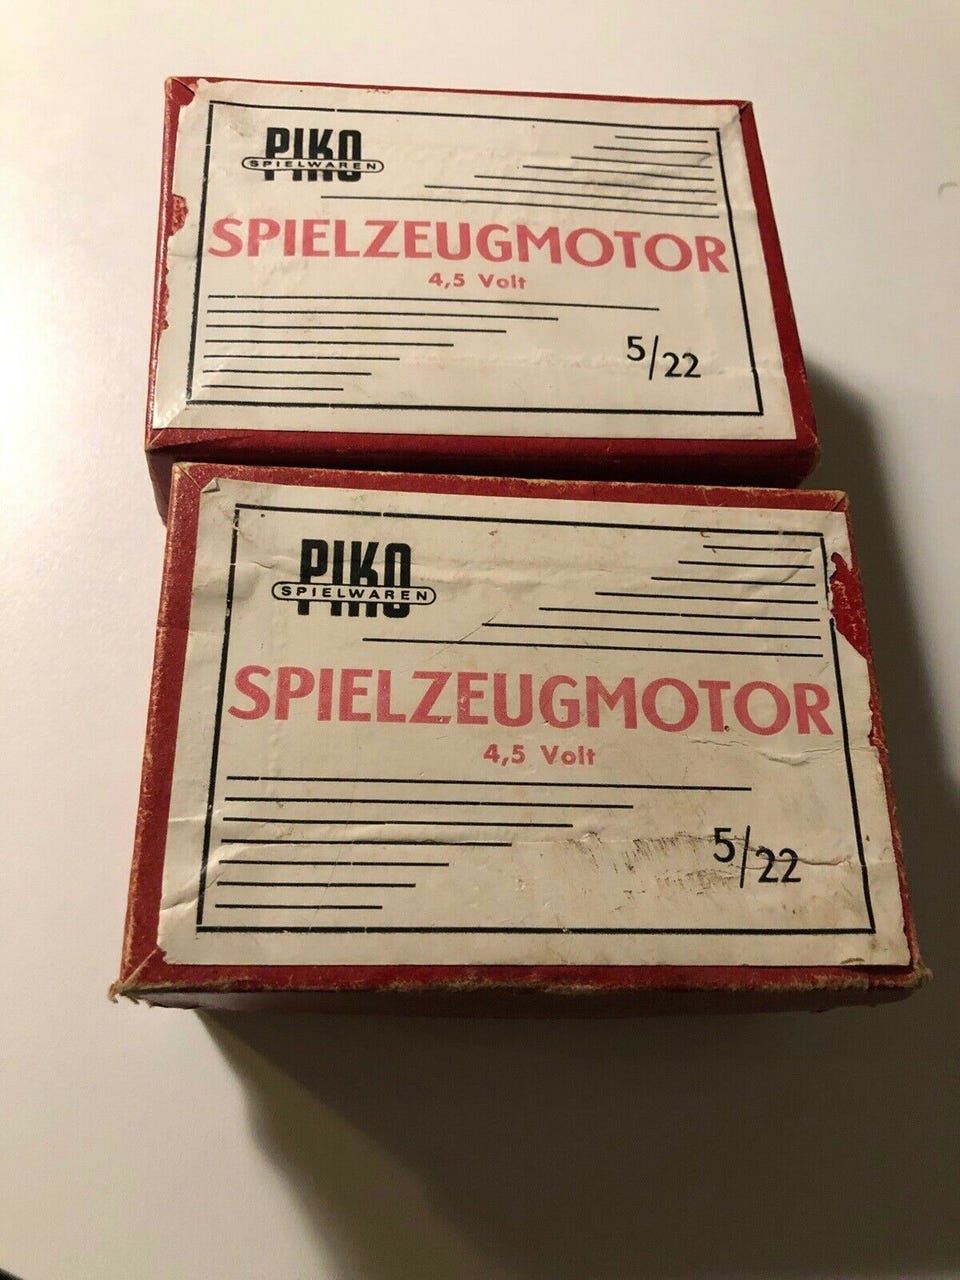 PIKO
SPIELWAREN
SPIELZEUGMOTOR
4,5 Volt
5/22
PIKO
SPIELWAREN
SPIELZEUGMOTOR
4,5 Volt
5/22